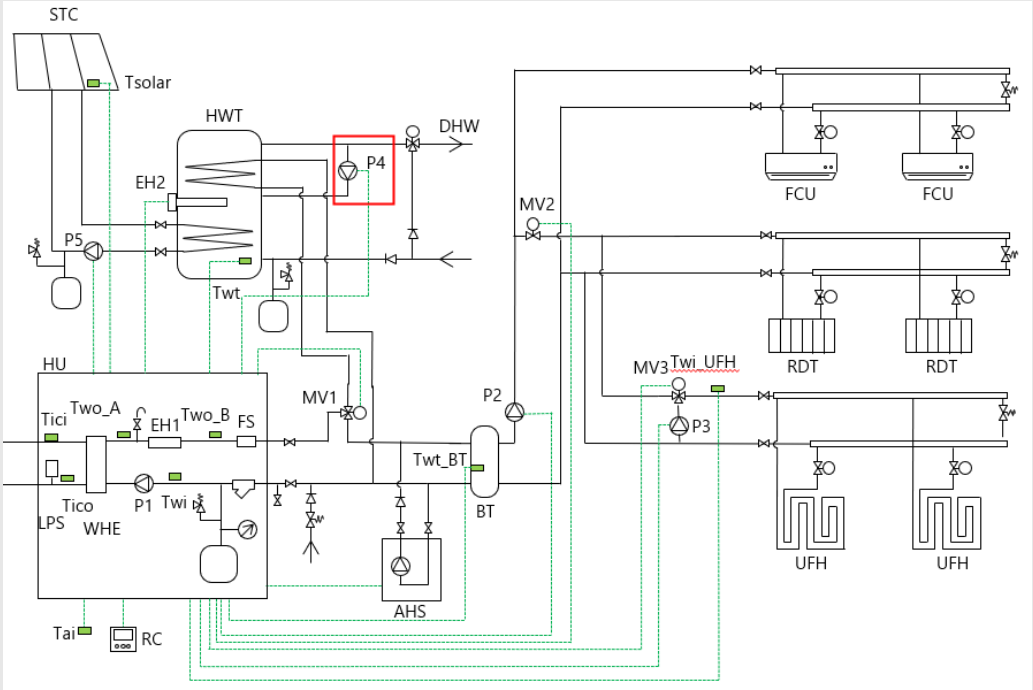 STC
Tsolar
HWT
DHW
P4
EH2
FCU
FCU
MV2
P5
Twt
RDT
RDT
HU
MV3
Twi_UFH
MV1
P2
Tici
Two_A
EH1
Two_B
FS
P3
Twt_BT
Tico
P1
Twi
LPS
WHE
BT
UFH
UFH
AHS
Tai
RC